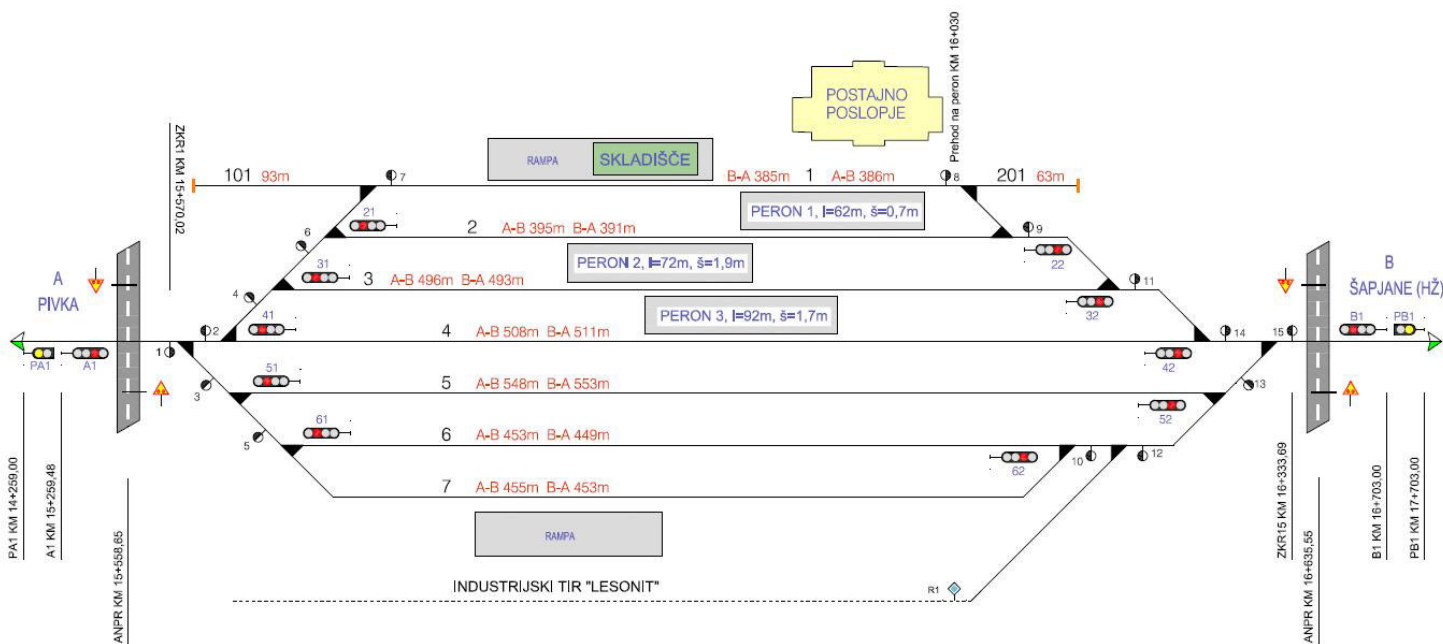 POSTAJNO
POSLOPJE
Prehod na peron KM 16+030
ZKR1 KM 15+570,02
RAMPA
SKLADIŠČE
101 93m
7
B-A 385m 1 A-B 386m
8
201 63m
21
2 A-B 395m B-A 391m
PERON 1, l=62m, š=0,7m
9
6
22
31
3 A-B 496m B-A 493m
PERON 2, l=72m, š=1,9m
11
A
PIVKA
B
ŠAPJANE (HŽ)
4
32
41
4 A-B 508m B-A 511m
PERON 3, l=92m, š=1,7m
2
14
15
B1
PB1
1
PA1
A1
42
51
5 A-B 548m B-A 553m
3
13
52
61
6 A-B 453m B-A 449m
5
62
10
12
7 A-B 455m B-A 453m
RAMPA
INDUSTRIJSKI TIR "LESONIT"
R1
PA1 KM 14+259,00
A1 KM 15+259,48
ANPR KM 15+558,65
ZKR15 KM 16+333,69
ANPR KM 16+635,55
B1 KM 16+703,00
PB1 KM 17+703,00